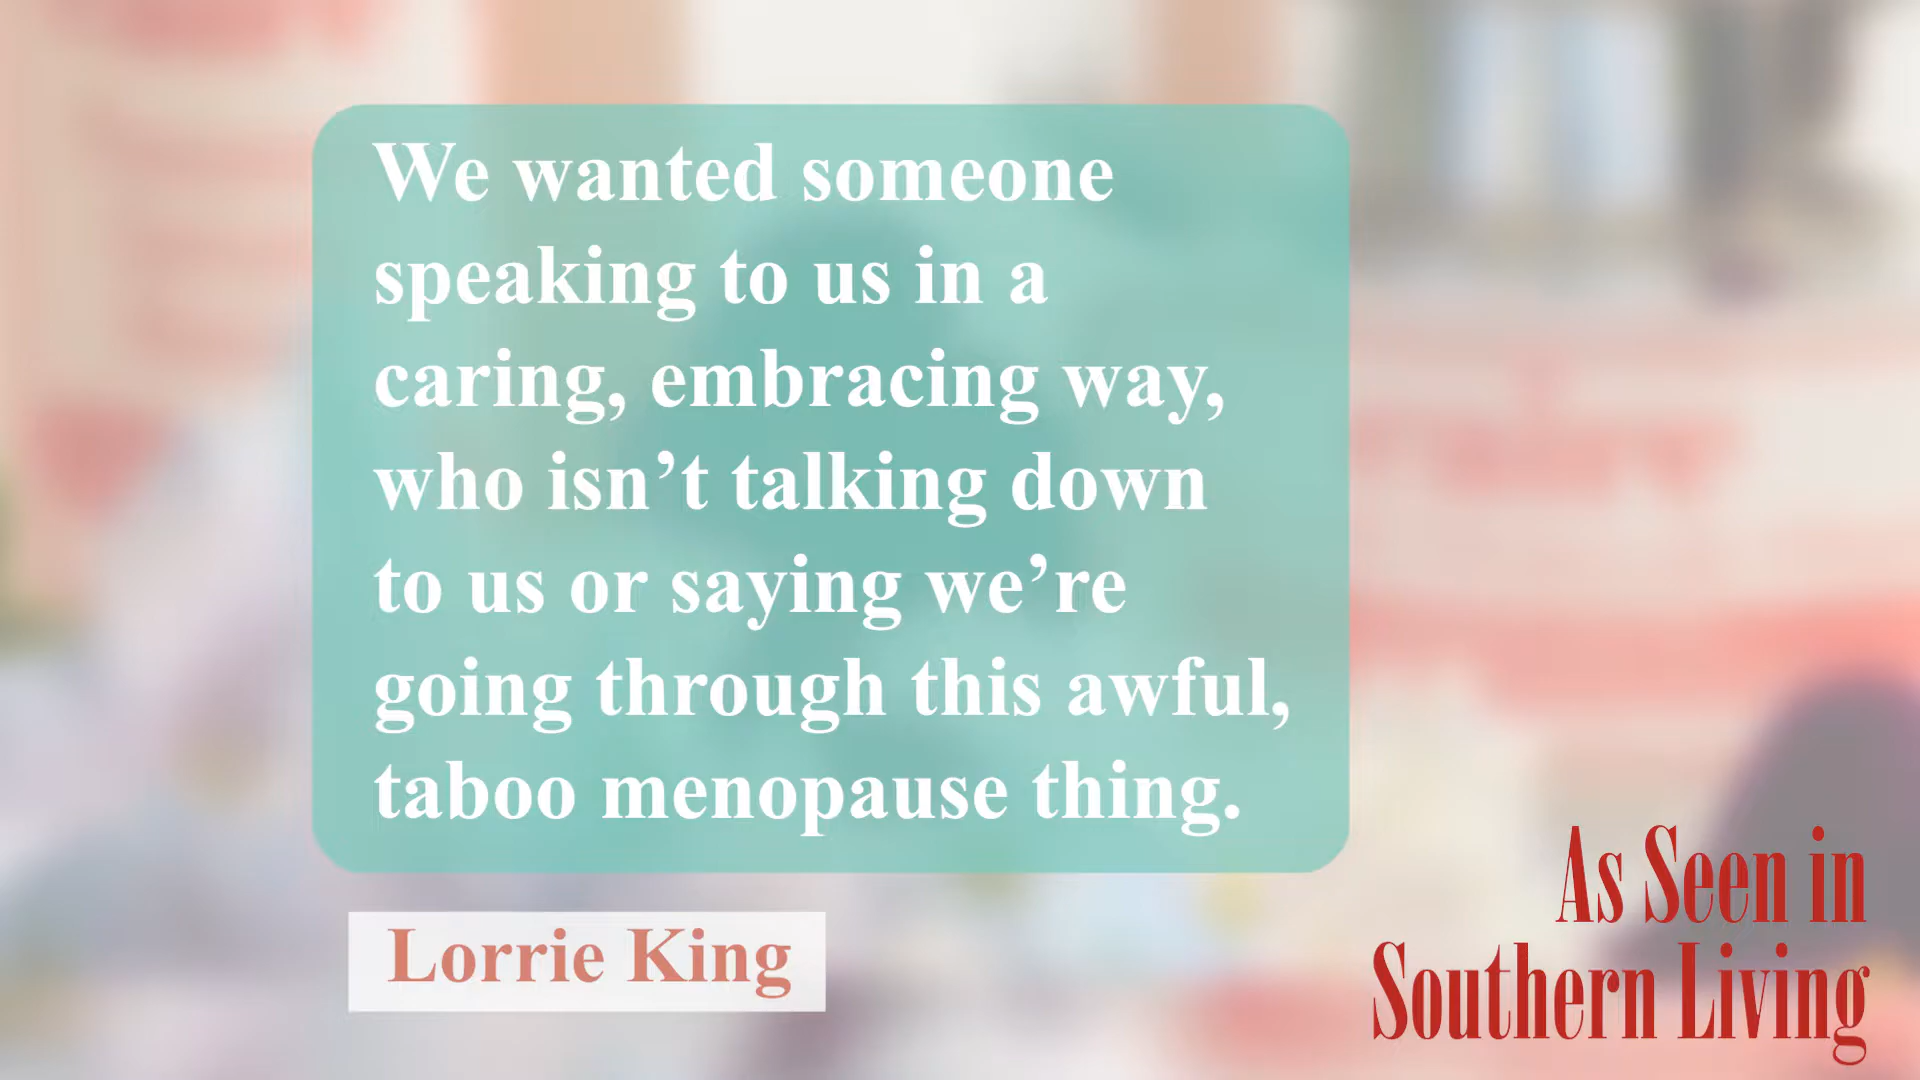 We wanted someone
speaking to us in a
caring, embracing way,
who isn’t talking down
to us or saying we’re
going through this awful,
taboo menopause thing.
Lorrie King
As Seen in
Southern Living